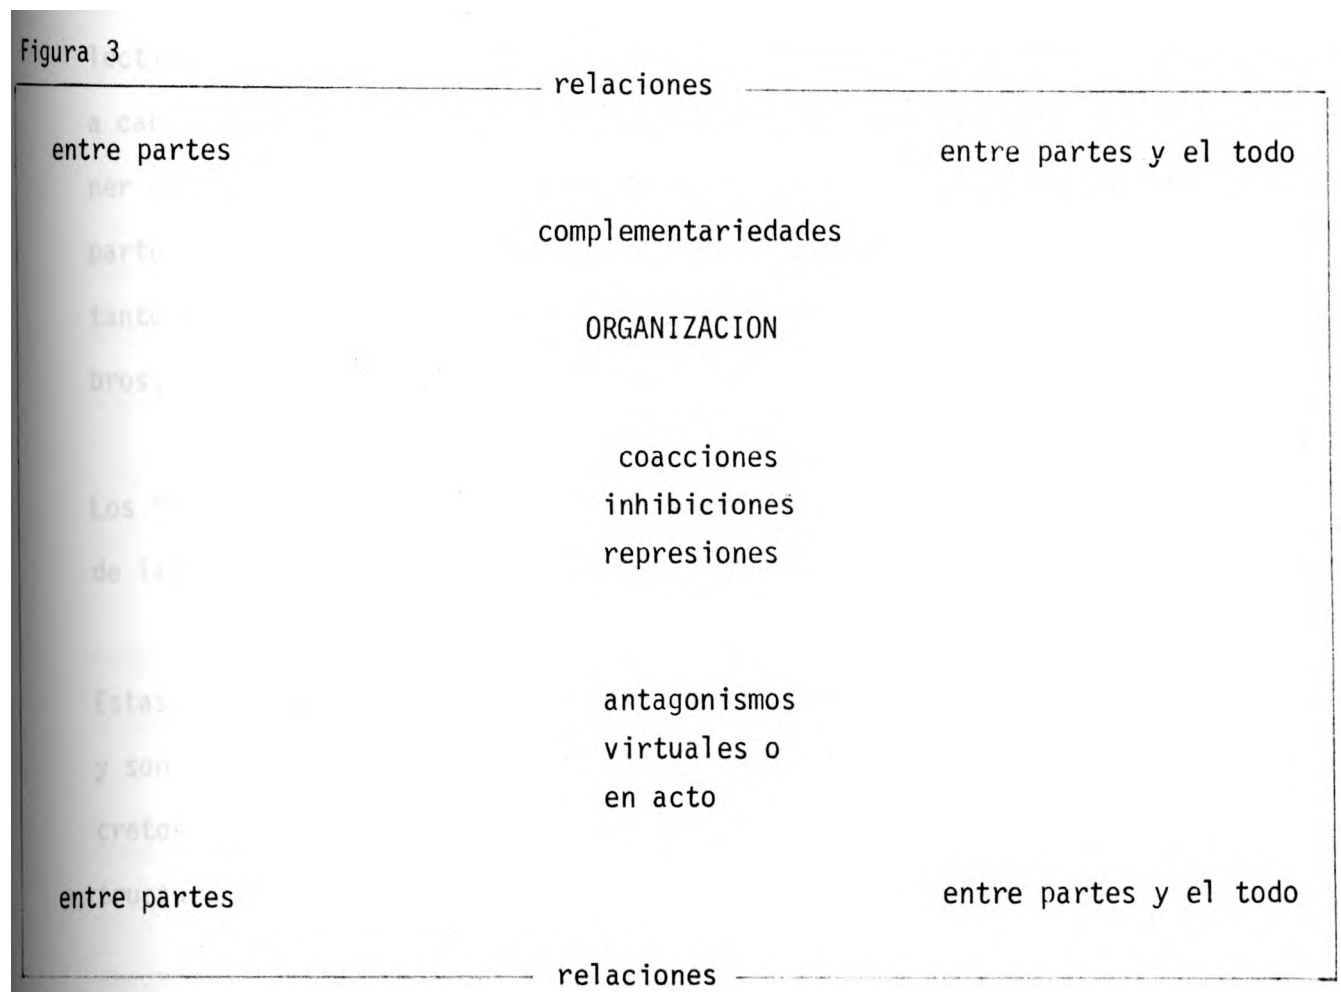 Figura 3
relaciones
entre partes entre partes y el todo
complementariedades
ORGANIZACION
coacciones
inhibiciones
represiones
antagonismos
virtuales o
en acto
entre partes entre partes y el todo
relaciones